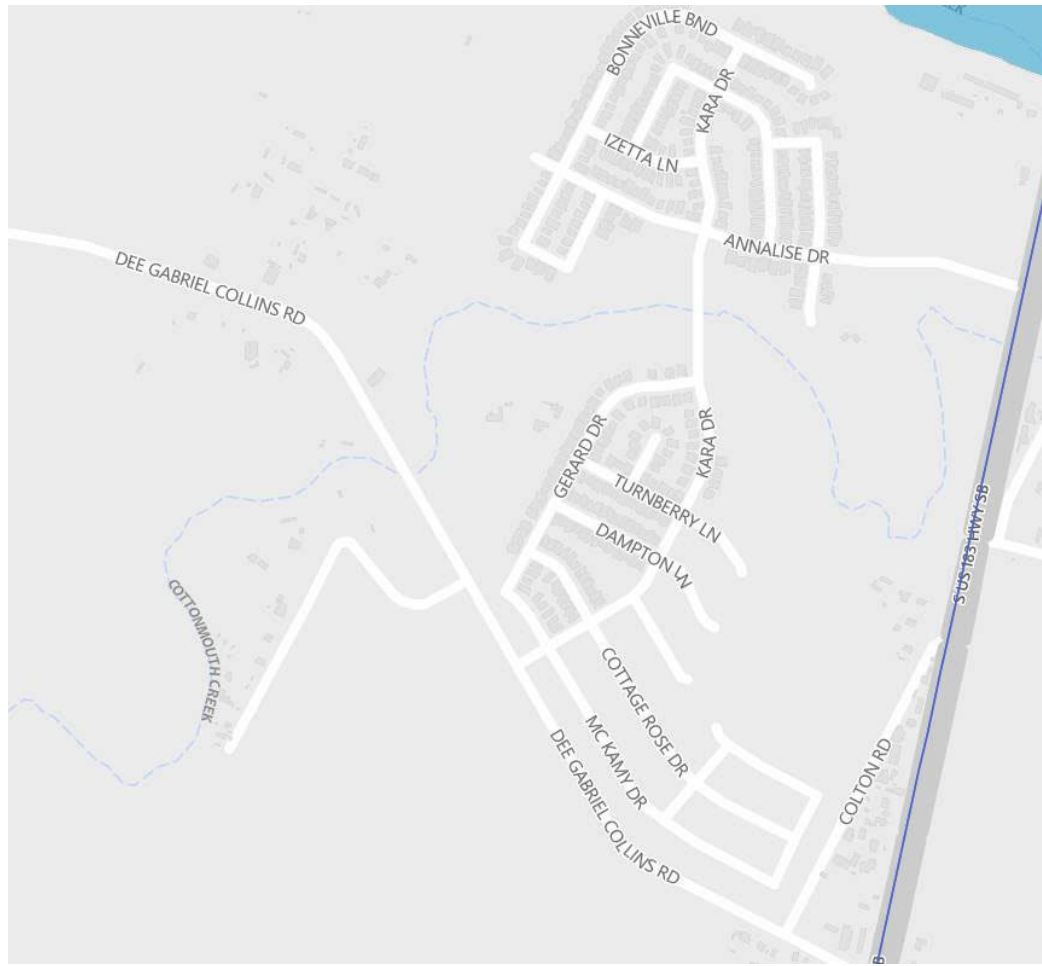 BONNEVILLE BND
KARA DR
IZETTA LN
ANNALISE DR
DEE GABRIEL COLLINS RD
GERARD DR
KARA DR
TURNBERRY LN
DAMPTON LN
S US 183 HWY SB
COTTONMOUTH CREEK
COTTAGE ROSE DR
MC KAMY DR
COLTON RD
DEE GABRIEL COLLINS RD